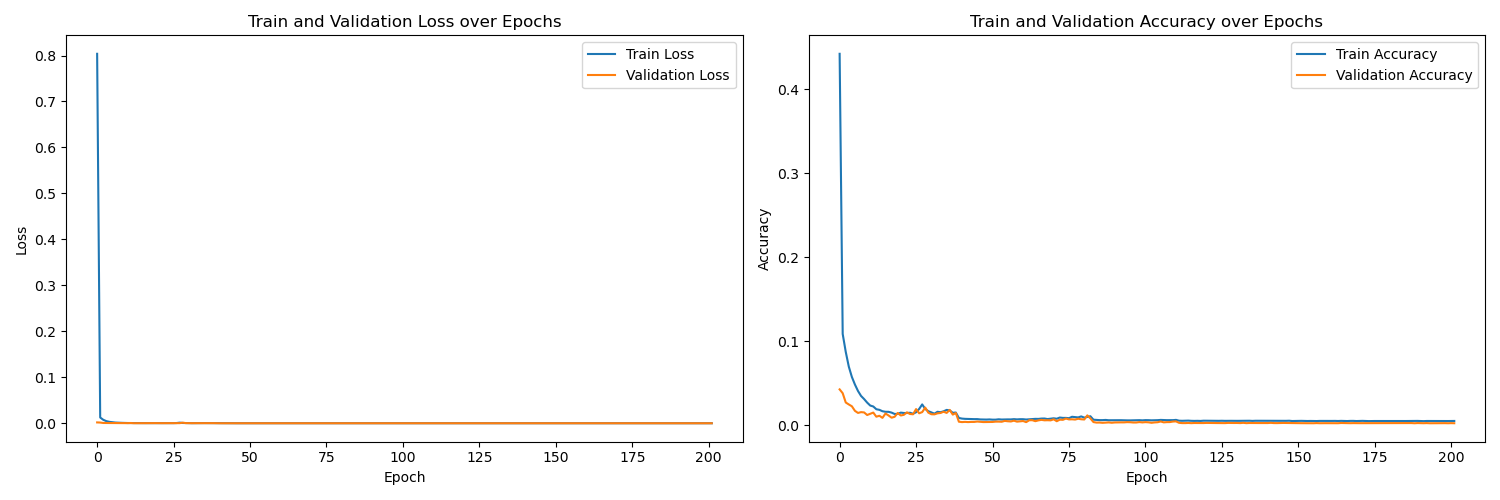 Train and Validation Loss over Epochs
Train Loss
Validation Loss
0.8
0.7
0.6
0.5
0.4
0.3
0.2
0.1
0.0
Loss
0 25 50 75 100 125 150 175 200
Epoch
Train and Validation Accuracy over Epochs
Train Accuracy
Validation Accuracy
0.4
0.3
0.2
0.1
0.0
Accuracy
0 25 50 75 100 125 150 175 200
Epoch